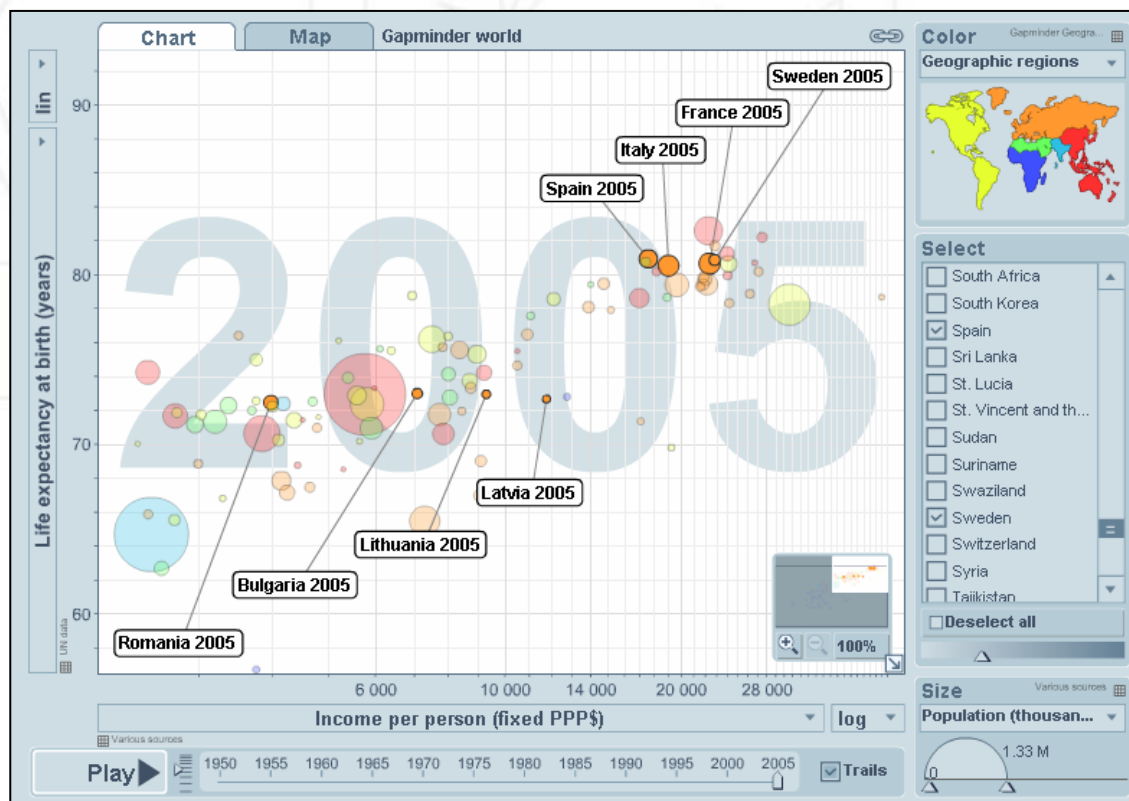 Chart
Map
Gapminder world
Color
Gapminder Geogra...
Geographic regions
lin
Life expectancy at birth (years)
UN data
90
80
70
60
2005
Sweden 2005
France 2005
Italy 2005
Spain 2005
Latvia 2005
Lithuania 2005
Bulgaria 2005
Romania 2005
100%
6 000
10 000
14 000
20 000
28 000
Income per person (fixed PPP$)
log
Various sources
Select
South Africa
South Korea
Spain
Sri Lanka
St. Lucia
St. Vincent and th...
Sudan
Suriname
Swaziland
Sweden
Switzerland
Syria
Tajikistan
Deselect all
Size
Various sources
Population (thousan...
1.33 M
0
Play
1950
1955
1960
1965
1970
1975
1980
1985
1990
1995
2000
2005
Trails